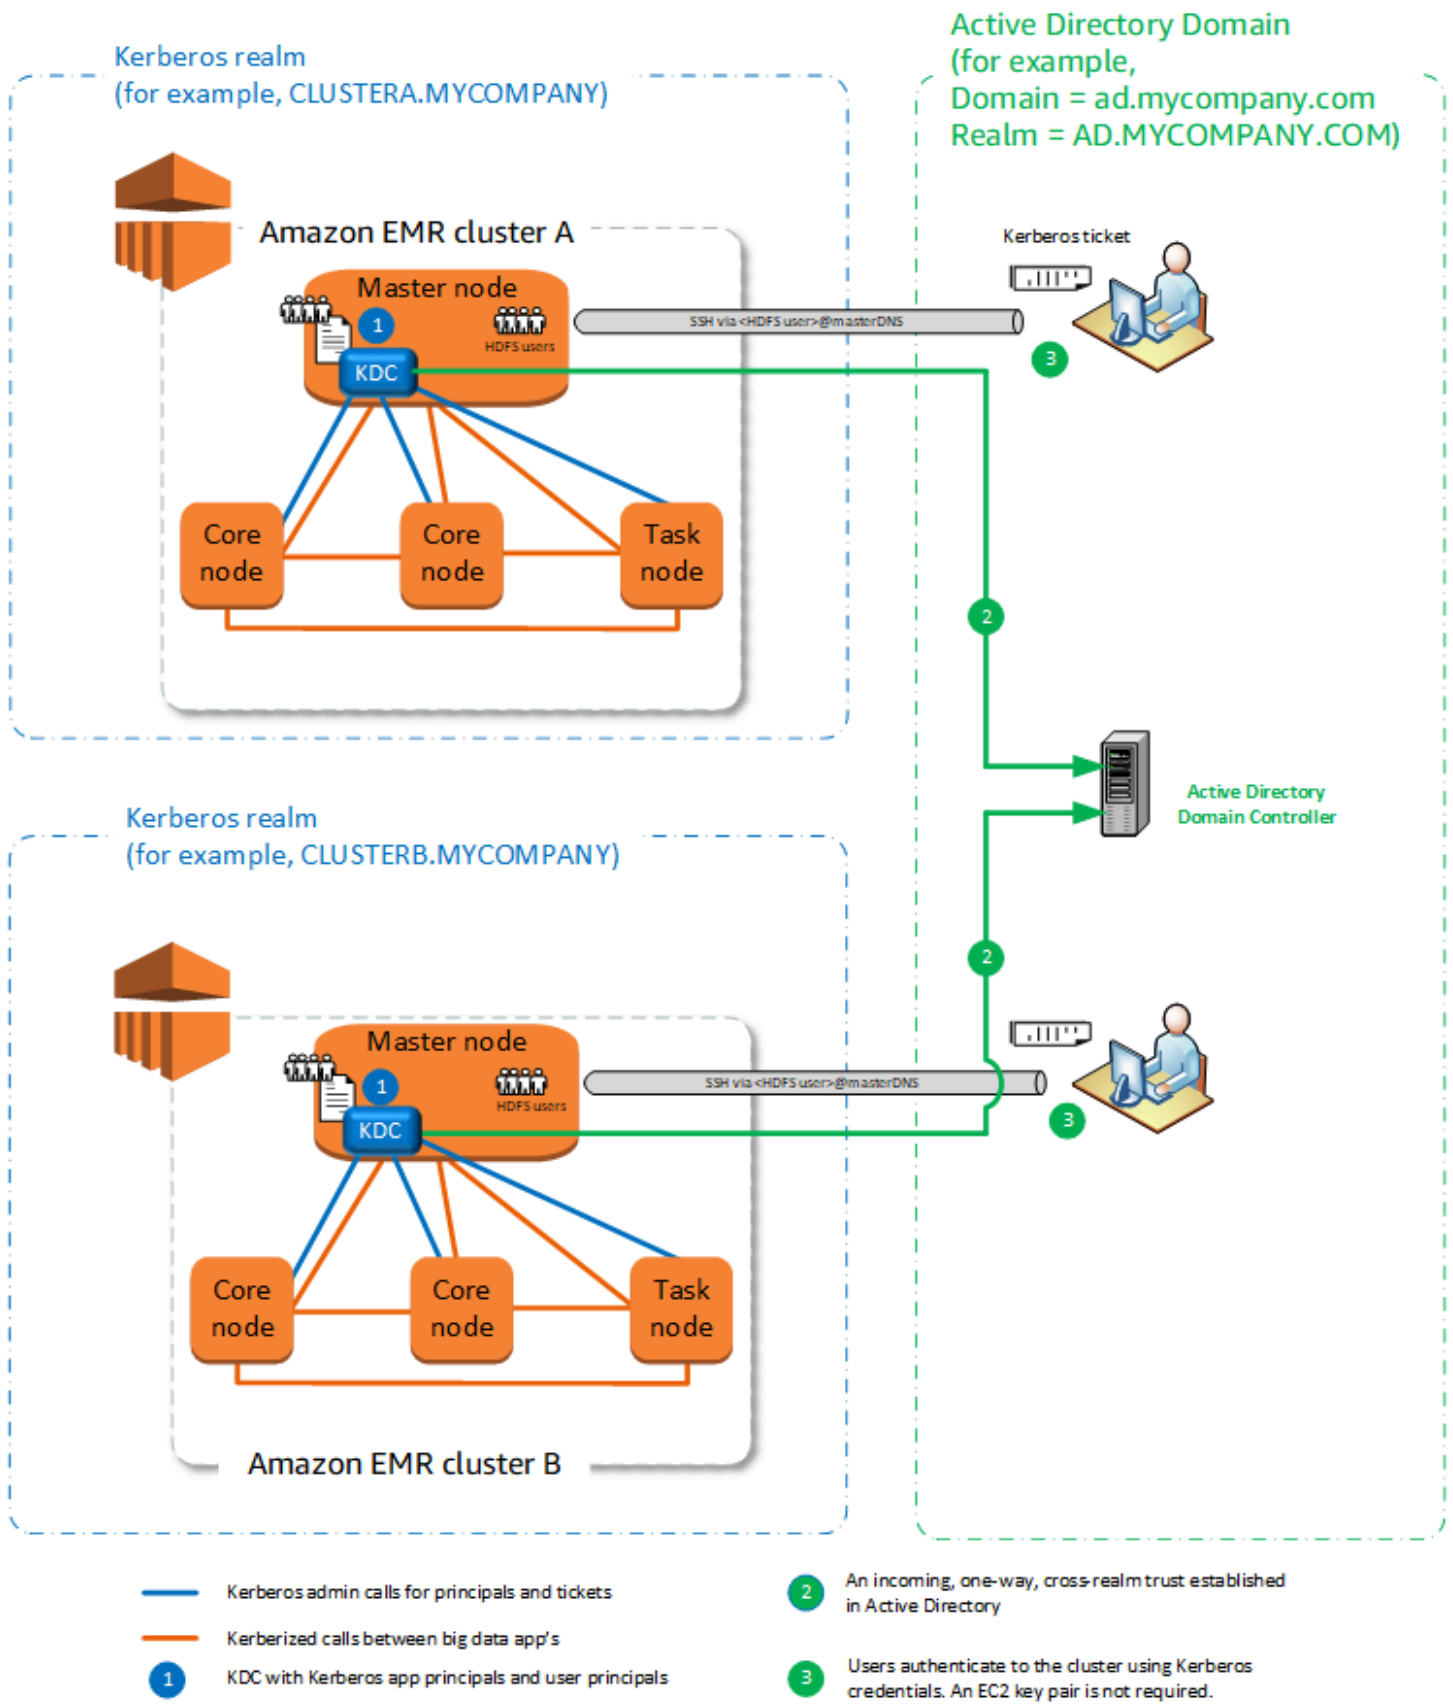 Kerberos realm
(for example, CLUSTERA.MYCOMPANY)
Active Directory Domain
(for example,
Domain = ad.mycompany.com
Realm = AD.MYCOMPANY.COM)
Amazon EMR cluster A
Kerberos ticket
Master node
1
HDFS users
SSH via <HDFS user>@masterDNS
3
KDC
Core
node
Core
node
Task
node
2
Active Directory
Domain Controller
Kerberos realm
(for example, CLUSTERB.MYCOMPANY)
2
Master node
1
HDFS users
SSH via <HDFS user>@masterDNS
3
KDC
Core
node
Core
node
Task
node
Amazon EMR cluster B
Kerberos admin calls for principals and tickets
Kerberized calls between big data app's
1 KDC with Kerberos app principals and user principals
2 An incoming, one-way, cross-realm trust established
in Active Directory
3 Users authenticate to the cluster using Kerberos
credentials. An EC2 key pair is not required.